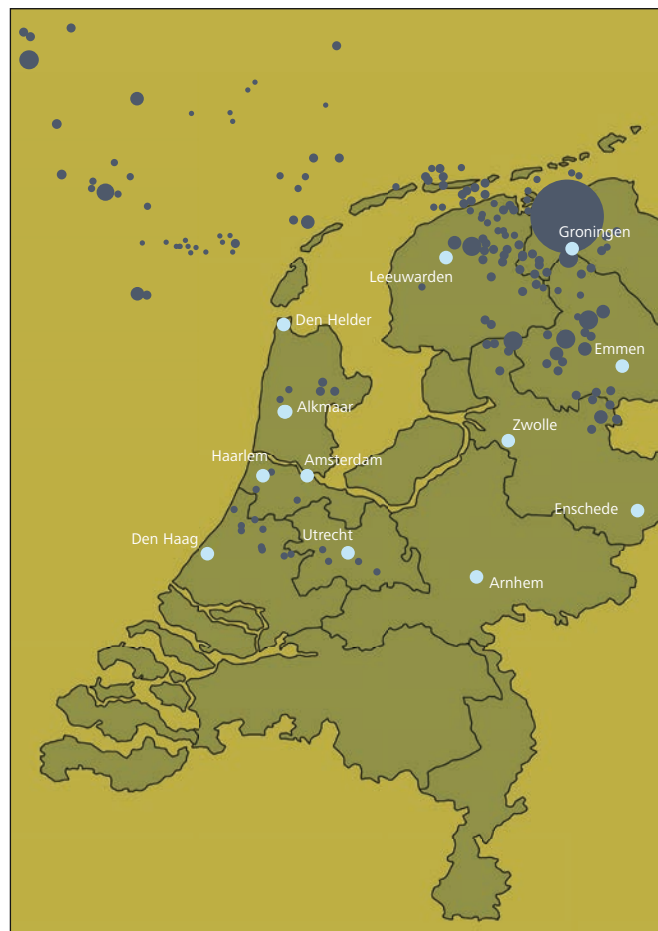 Groningen
Leeuwarden
Den Helder
Emmen
Alkmaar
Zwolle
Haarlem
Amsterdam
Enschede
Den Haag
Utrecht
Arnhem